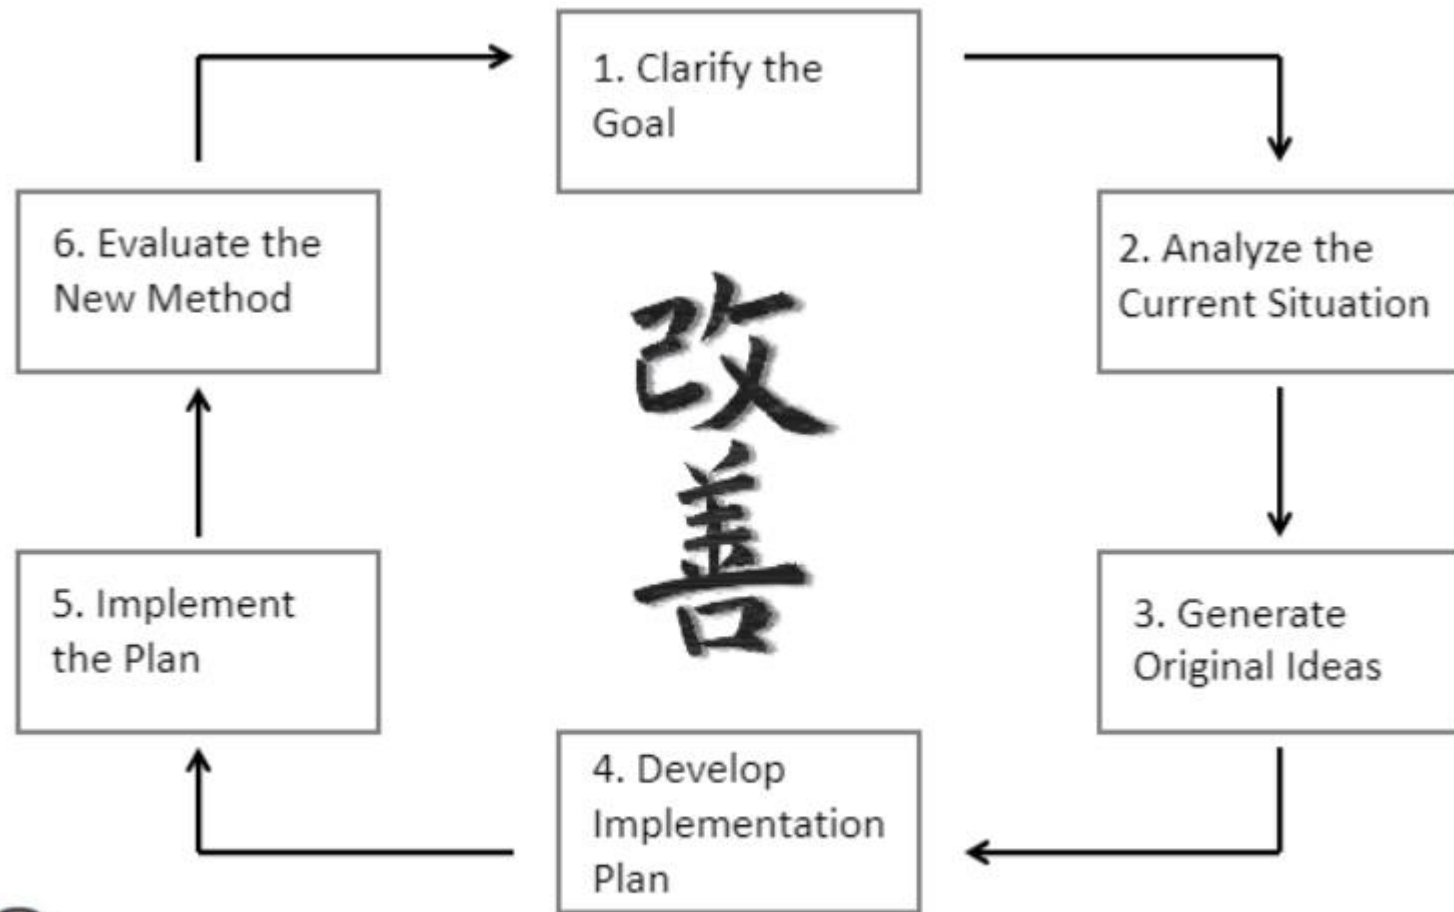 1. Clarify the
Goal
2. Analyze the
Current Situation
3. Generate
Original Ideas
4. Develop
Implementation
Plan
5. Implement
the Plan
6. Evaluate the
New Method
改
善